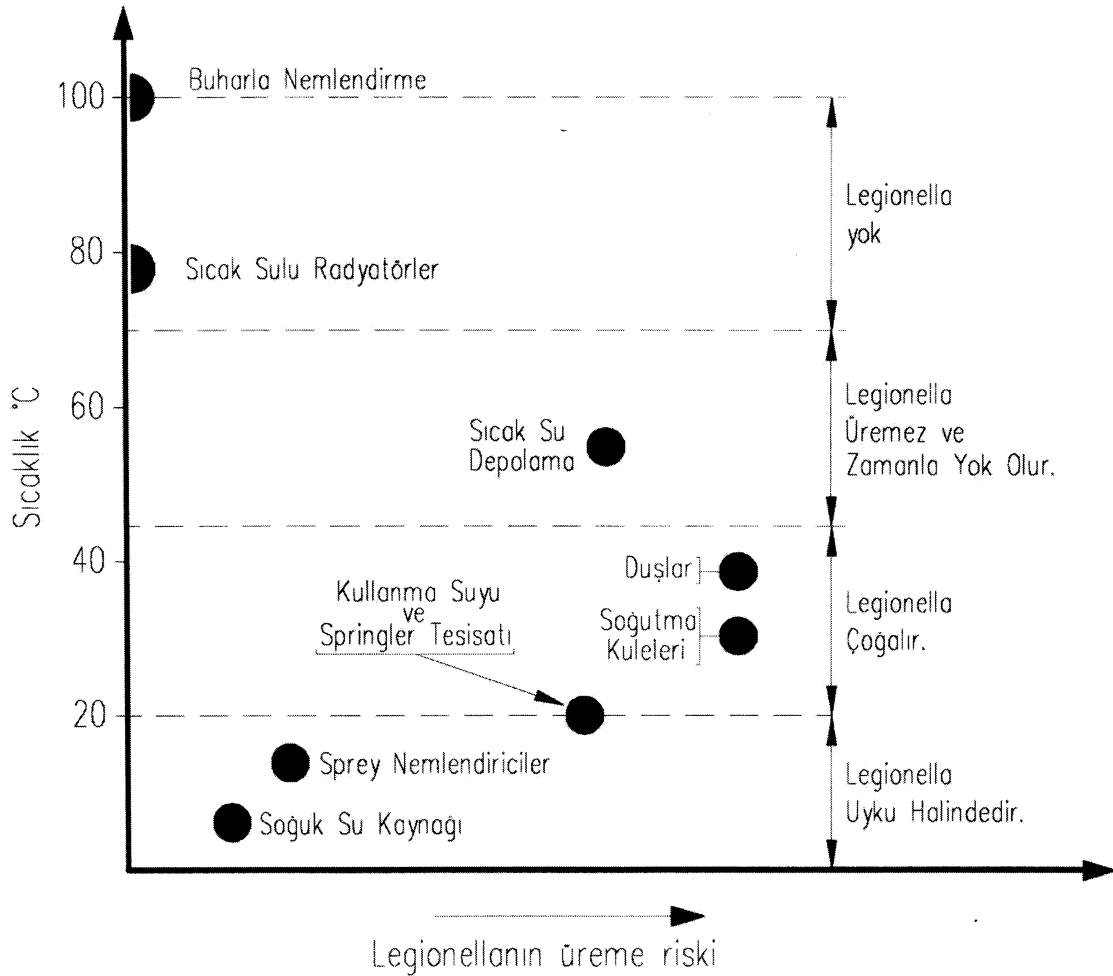 100
Buharla Nemlendirme
Legionella
yok
80
Sıcak Sulu Radyatörler
Sıcaklık °C
60
Sıcak Su
Depolama
Legionella
Üremez ve
Zamanla Yok Olur.
40
Duşlar
Kullanma Suyu
ve
Springler Tesisatı
Soğutma
Kuleleri
Legionella
Çoğalır.
20
Sprey Nemlendiriciler
Soğuk Su Kaynağı
Legionella
Uyku Halindedir.
Legionellanın üreme riski